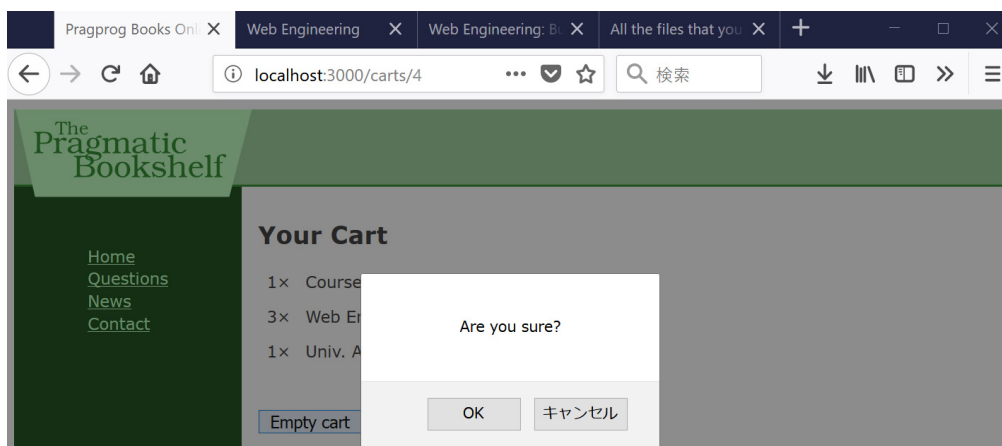 Pragprog Books Onl Web Engineering Web Engineering: B All the files that you
localhost:3000/carts/4 検索
The
Pragmatic
Bookshelf
Your Cart
Home
Questions
News
Contact
1× Course
3× Web En
1× Univ. A
Are you sure?
Empty cart
OK キャンセル